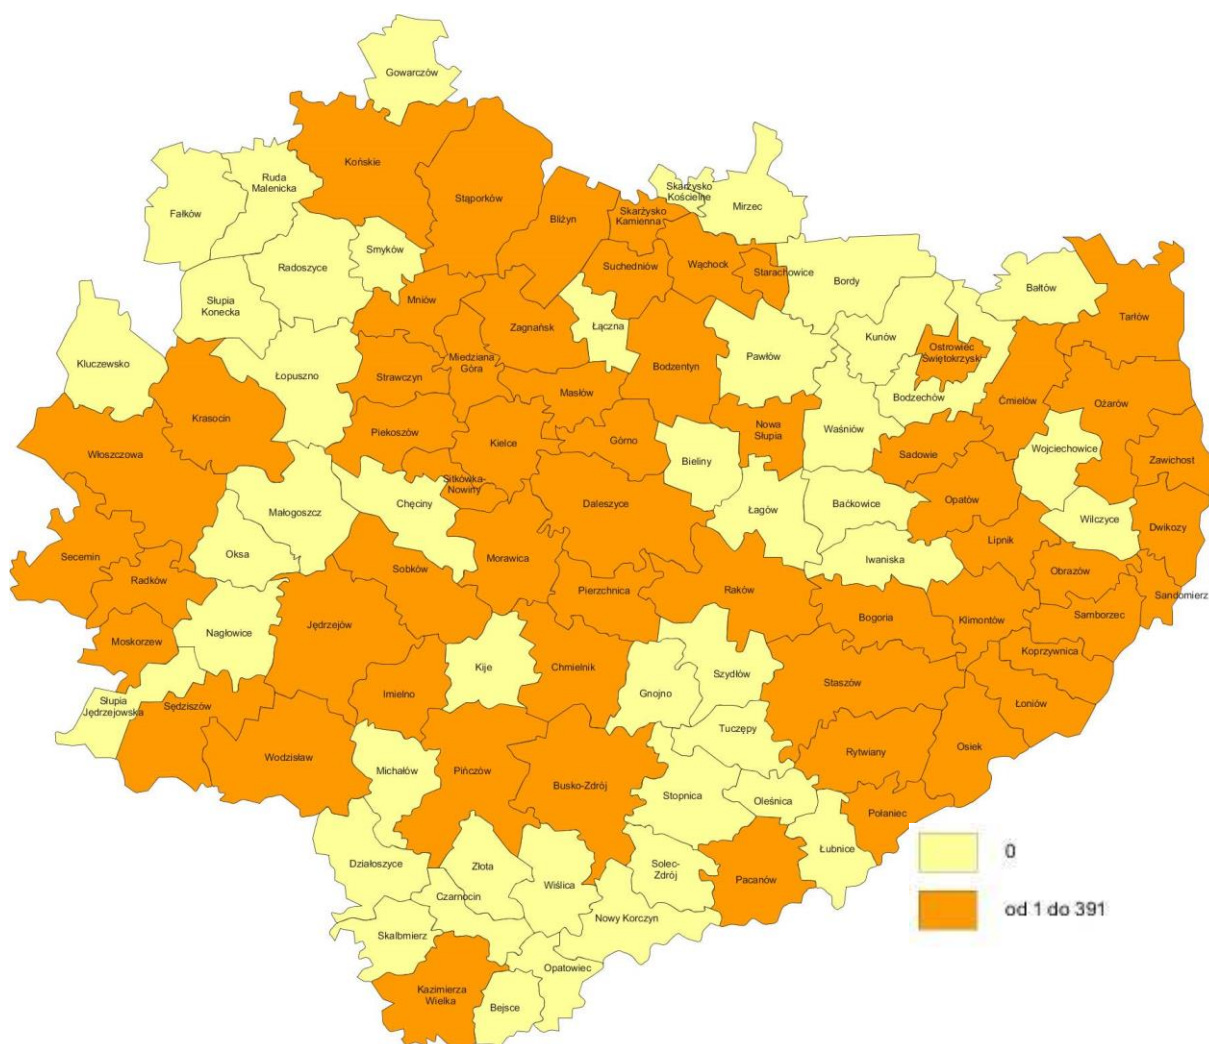 Gowarczów
Końskie
Stąporków
Ruda
Malenicka
Fałków
Smyków
Radoszyce
Słupia
Konecka
Bliżyn
Skarżysko
Kościelne
Skarżysko
Kamienna
Mirzec
Suchedniów
Wąchock
Starachowice
Bordy
Bałtów
Tarłów
Kluczewsko
Łopuszno
Mniów
Zagnańsk
Łączna
Miedziana
Góra
Strawczyn
Bodzentyn
Pawłów
Kunów
Ostrowiec
Świętokrzysk
Bodzechów
Ćmielów
Ożarów
Krasocin
Masłów
Piekoszów
Kielce
Górno
Nowa
Słupia
Waśniów
Sadowie
Wojciechowice
Zawichost
Włoszczowa
Bieliny
Sitkówka-
Nowiny
Chęciny
Daleszyce
Łagów
Baćkowice
Opatów
Małogoszcz
Wilczyce
Dwikozy
Oksa
Secemin
Radków
Sobków
Morawica
Pierzchnica
Raków
Iwaniska
Lipnik
Obrazów
Sandomierz
Moskorzew
Nagłowice
Jędrzejów
Bogoria
Klimontów
Samborzec
Koprzywnica
Kije
Chmielnik
Szydłów
Gnojno
Imielno
Staszów
Łoniów
Słupia
Jędrzejowska
Sędziszów
Wodzisław
Tuczępy
Rytwiany
Osiek
Michałów
Pińczów
Busko-Zdrój
Stopnica
Oleśnica
Połaniec
Łubnice
Działoszyce
Złota
Wiślica
Solec-
Zdrój
Pacanów
Czarnocin
Nowy Korczyn
Skalbmierz
Opatowiec
Kazimierza
Wielka
Bejsce
0
od 1 do 391